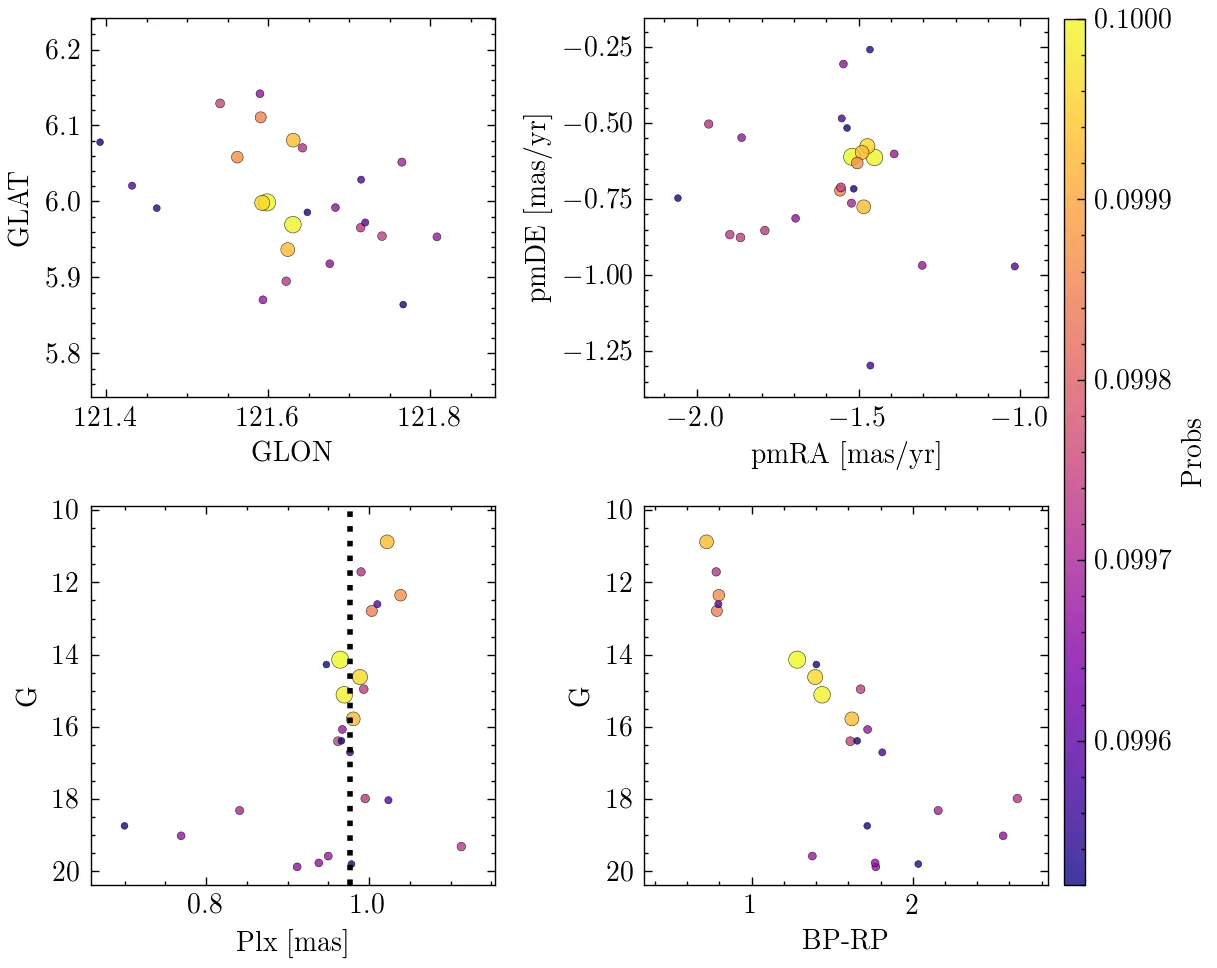 6.2
6.1
6.0
5.9
5.8
GLAT
121.4 121.6 121.8
GLON
−0.25
−0.50
−0.75
−1.00
−1.25
pmDE [mas/yr]
−2.0 −1.5 −1.0
pmRA [mas/yr]
0.1000
0.0999
0.0998
0.0997
0.0996
Probs
10
12
14
16
18
20
G
0.8 1.0
Plx [mas]
10
12
14
16
18
20
G
1 2
BP-RP